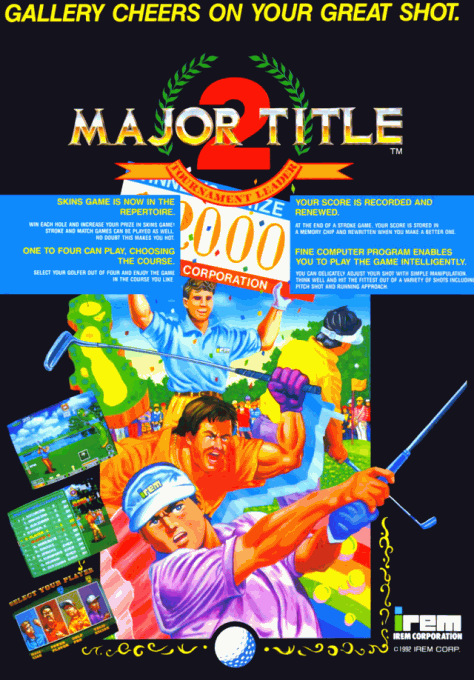 GALLERY CHEERS ON YOUR GREAT SHOT.
2
MAJOR TITLE
TM
TOURNAMENT LEADER
SKINS GAME IS NOW IN THE
REPERTOIRE.
WIN EACH HOLE AND INCREASE YOUR PRIZE IN SKINS GAME!
STROKE AND MATCH GAMES CAN BE PLAYED AS WELL.
NO DOUBT THIS MAKES YOU HOT.
ONE TO FOUR CAN PLAY, CHOOSING
THE COURSE.
SELECT YOUR GOLFER OUT OF FOUR AND ENJOY THE GAME
IN THE COURSE YOU LIKE
00.00
CORPORATION
YOUR SCORE IS RECORDED AND
RENEWED.
AT THE END OF A STROKE GAME, YOUR SCORE IS STORED IN
A MEMORY CHIP AND REWRITTEN WHEN YOU MAKE A BETTER ONE.
FINE COMPUTER PROGRAM ENABLES
YOU TO PLAY THE GAME INTELLIGENTLY.
YOU CAN DELICATELY ADJUST YOUR SHOT WITH SIMPLE MANIPULATION
THINK WELL AND HIT THE FITTEST OUT OF A VARIETY OF SHOTS INCLUDING
PITCH SHOT AND RUNNING APPROACH.
irem
irem
SELECT YOUR PLAYER
irem
IREM CORPORATION
©1992 IREM CORP.